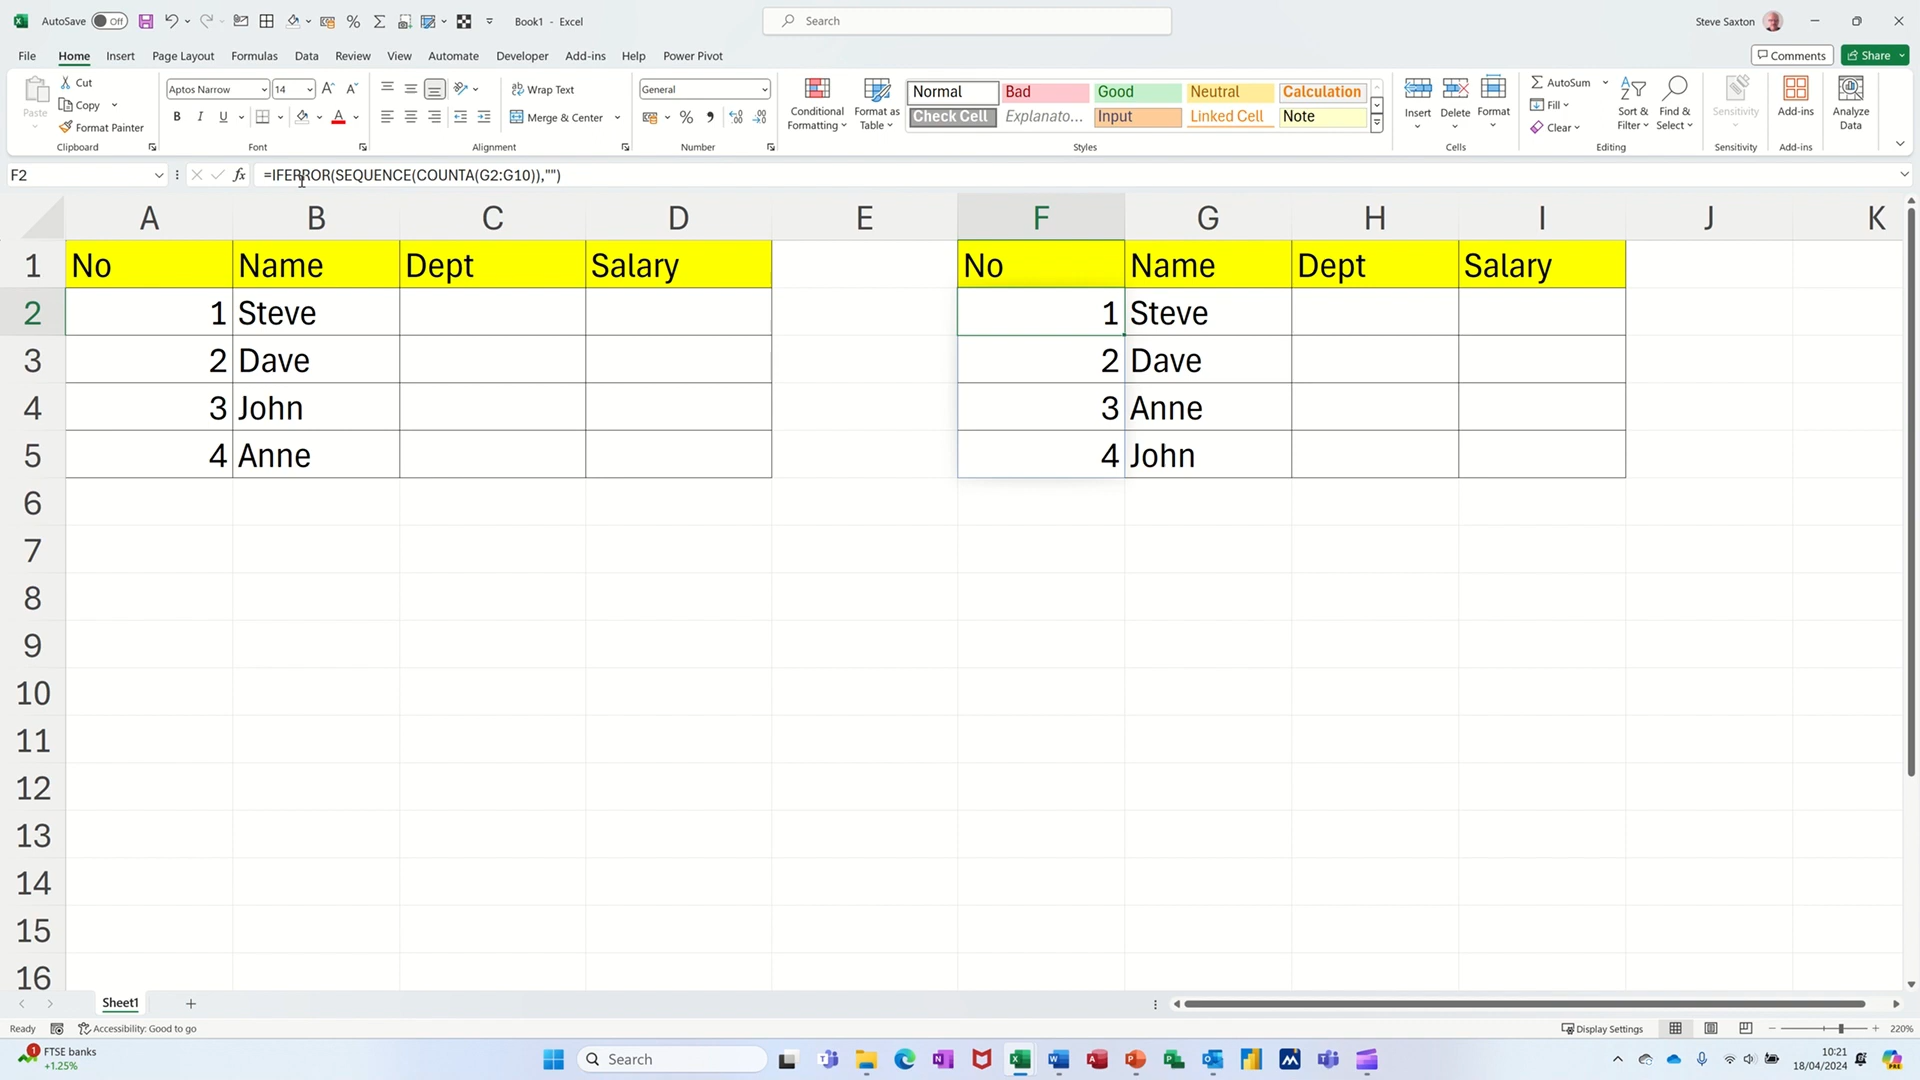 AutoSave Off Book1 - Excel Search Steve Saxton
File Home Insert Page Layout Formulas Data Review View Automate Developer Add-ins Help Power Pivot Comments Share
Paste Cut Copy Format Painter Clipboard
Aptos Narrow 14 A A B I U A Font
Wrap Text Merge & Center Alignment
General % Number
Conditional Formatting Format as Table
Normal Bad Good Neutral Calculation
Check Cell Explanato... Input Linked Cell Note
Styles
Insert Delete Format Cells
AutoSum Fill Clear Sort & Filter Find & Select Editing
Sensitivity Sensitivity
Add-ins Add-ins
Analyze Data
F2 fx =IFERROR(SEQUENCE(COUNTA(G2:G10)),"")
A B C D E F G H I J K
1 No Name Dept Salary No Name Dept Salary
2 1 Steve 1 Steve
3 2 Dave 2 Dave
4 3 John 3 Anne
5 4 Anne 4 John
6
7
8
9
10
11
12
13
14
15
16
Sheet1
Ready Accessibility: Good to go Display Settings 220%
1 FTSE banks
+1.25%
Search
10:21
18/04/2024